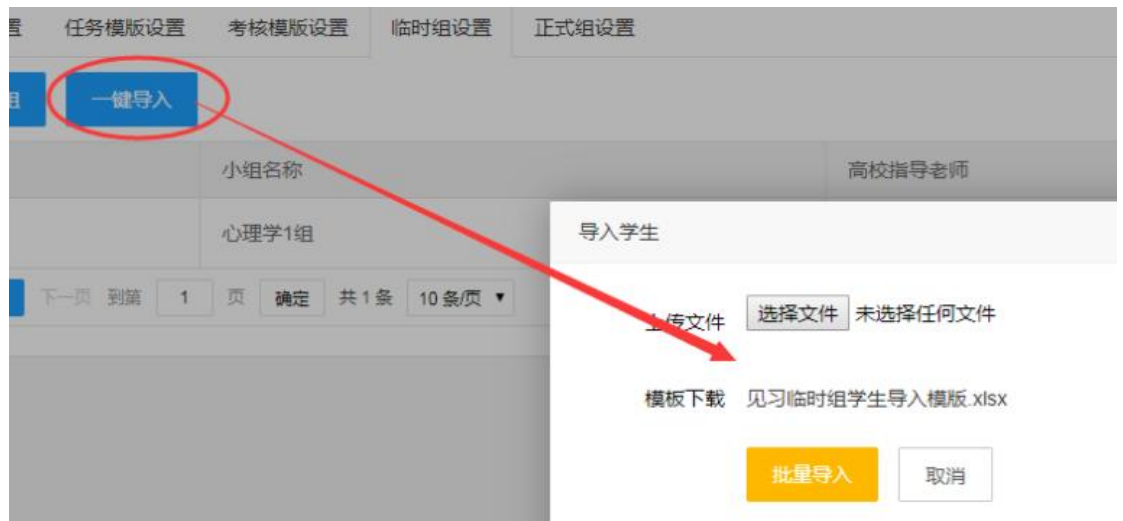 置 任务模版设置 考核模版设置 临时组设置 正式组设置
组 一键导入
小组名称 高校指导老师
心理学1组
导入学生
下一页 到第 1 页 确定 共1条 10条/页
上传文件 选择文件 未选择任何文件
模板下载 见习临时组学生导入模版.xlsx
批量导入 取消